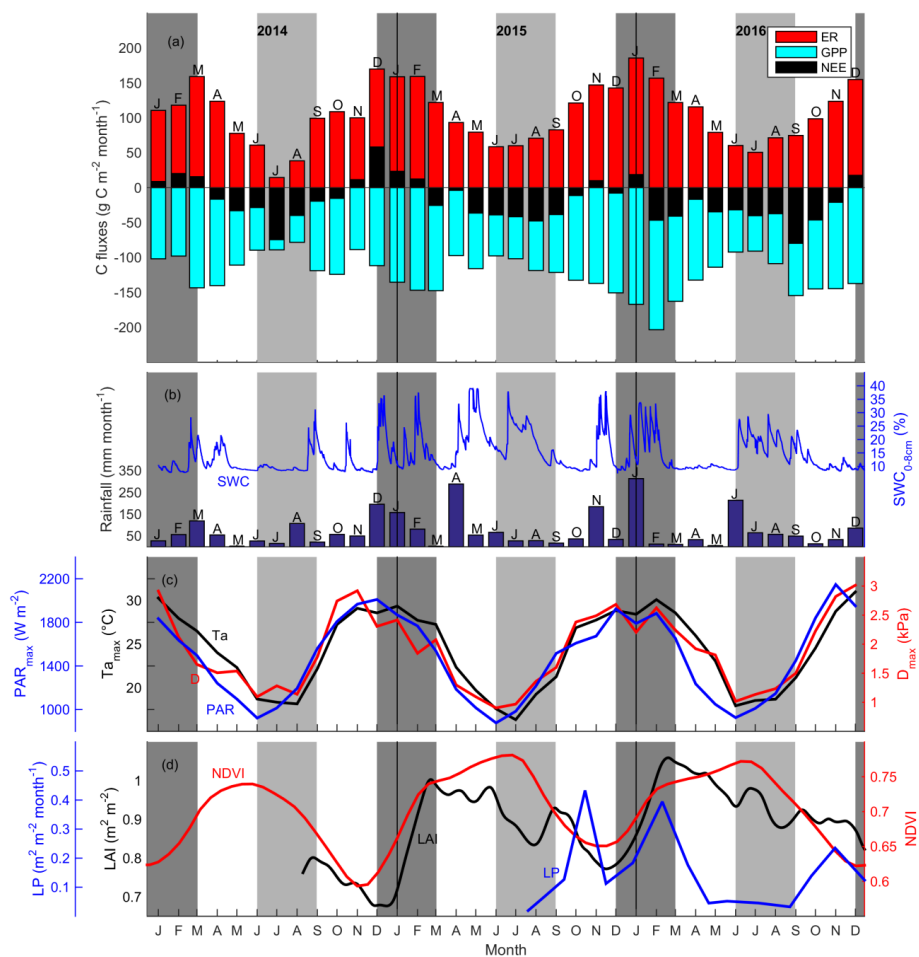 (a) 2014 2015 2016
ER
GPP
NEE
C fluxes (g C m-2 month-1)
200
150
100
50
0
-50
-100
-150
-200
J F M A M J J A S O N D J F M A M J J A S O N D J F M A M J J A S O N D
(b)
Rainfall (mm month-1)
350
250
150
50
SWC
SWC0-8cm (%)
40
35
30
25
20
15
10
J F M A M J J A S O N D J F M A M J J A S O N D J F M A M J J A S O N D
(c)
PARmax (W m-2)
2200
1800
1400
1000
Tamax (°C)
30
25
20
Ta
D
PAR
Dmax (kPa)
3
2.5
2
1.5
1
(d)
LP (m2 m-2 month-1)
0.5
0.4
0.3
0.2
0.1
LAI (m2 m-2)
1
0.9
0.8
0.7
NDVI
LAI
LP
NDVI
0.75
0.7
0.65
0.6
J F M A M J J A S O N D J F M A M J J A S O N D J F M A M J J A S O N D
Month